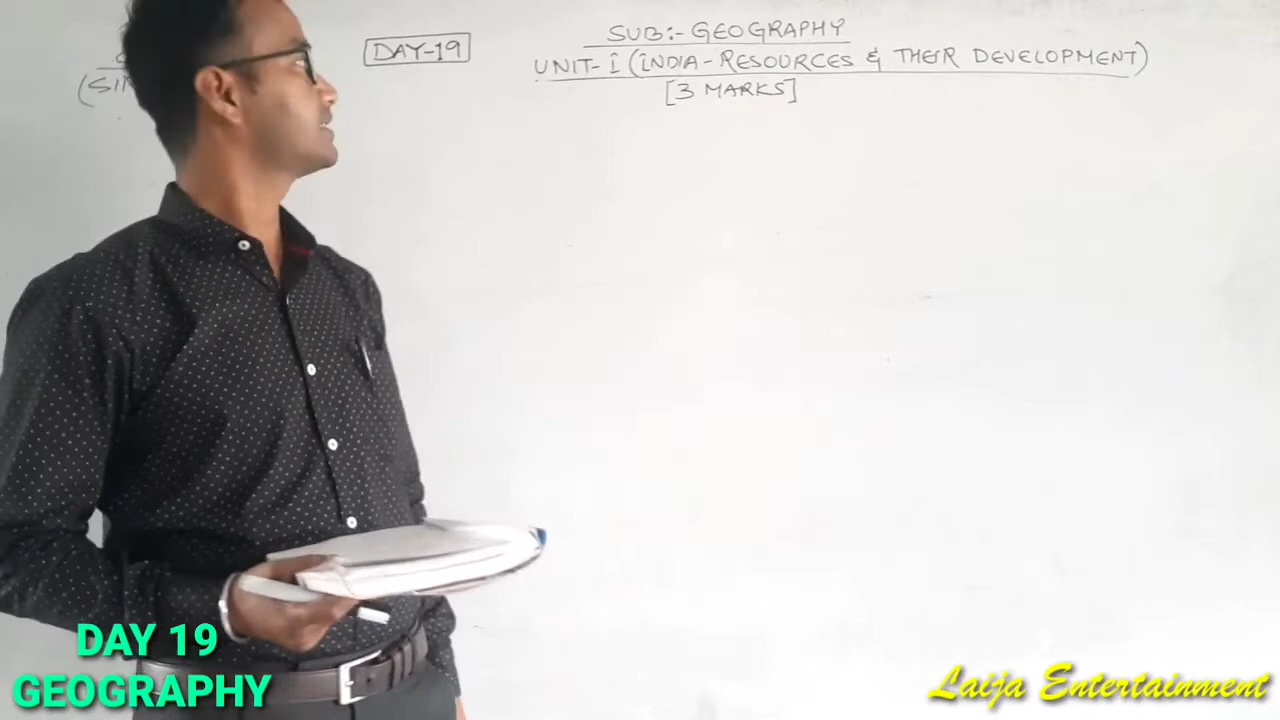 DAY-19
SUB:- GEOGRAPHY
UNIT- I (INDIA - RESOURCES & THEIR DEVELOPMENT)
[3 MARKS]
DAY 19
GEOGRAPHY
Laija Entertainment